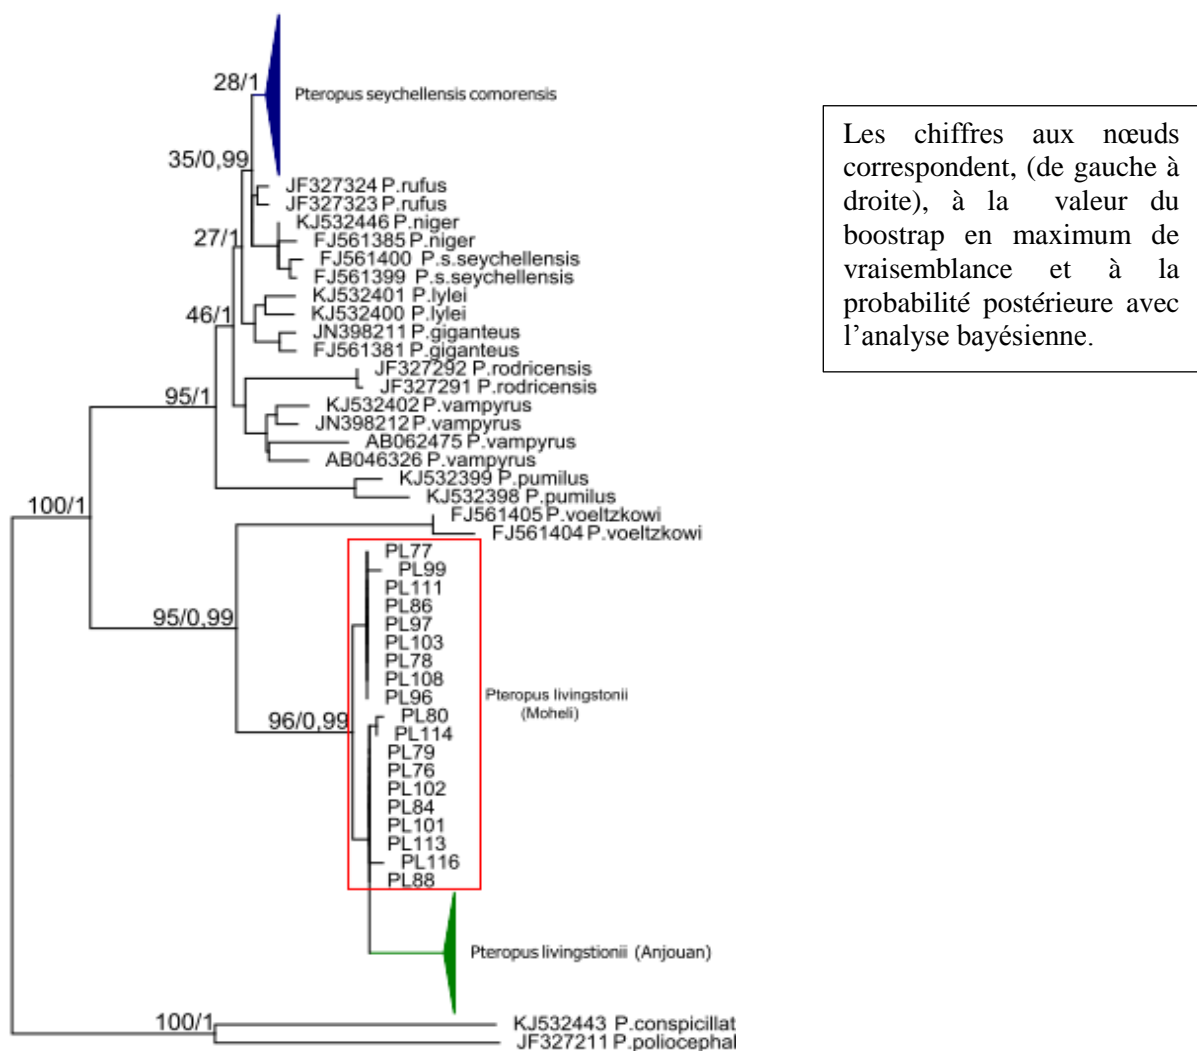 28/1
Pteropus seychellensis comorensis
35/0,99
JF327324 P.rufus
JF327323 P.rufus
KJ532446 P.niger
27/1
FJ561385 P.niger
FJ561400 P.s.seychellensis
FJ561399 P.s.seychellensis
KJ532401 P.lylei
46/1
KJ532400 P.lylei
JN398211 P.giganteus
FJ561381 P.giganteus
JF327292 P.rodricensis
JF327291 P.rodricensis
95/1
KJ532402 P.vampyrus
JN398212 P.vampyrus
AB062475 P.vampyrus
AB046326 P.vampyrus
KJ532399 P.pumilus
KJ532398 P.pumilus
100/1
FJ561405 P.voeltzkowi
FJ561404 P.voeltzkowi
PL77
PL99
PL111
PL86
95/0,99
PL97
PL103
PL78
PL108
PL96
Pteropus livingstonii
(Moheli)
96/0,99
PL80
PL114
PL79
PL76
PL102
PL84
PL101
PL113
PL116
PL88
Pteropus livingstionii (Anjouan)
100/1
KJ532443 P.conspicillat
JF327211 P.poliocephal
Les chiffres aux nœuds
correspondent, (de gauche à
droite), à la valeur du
boostrap en maximum de
vraisemblance et à la
probabilité postérieure avec
l’analyse bayésienne.